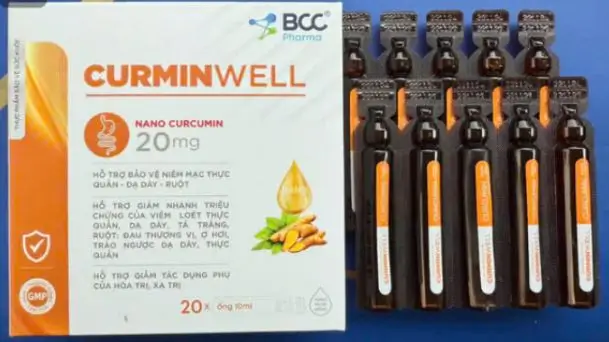 BCC®
Pharma
CURMINWELL
NANO CURCUMIN
20mg
HỖ TRỢ BẢO VỆ NIÊM MẠC THỰC
QUẢN - DẠ DÀY - RUỘT
HỖ TRỢ GIẢM NHANH TRIỆU
CHỨNG CỦA VIÊM LOÉT THỰC
QUẢN, DẠ DÀY, TÁ TRÀNG,
RUỘT: ĐAU THƯỢNG VỊ, Ợ HƠI,
TRÀO NGƯỢC DẠ DÀY, THỰC
QUẢN
HỖ TRỢ GIẢM TÁC DỤNG PHỤ
CỦA HÓA TRỊ, XẠ TRỊ
GMP
20 x ống 10ml